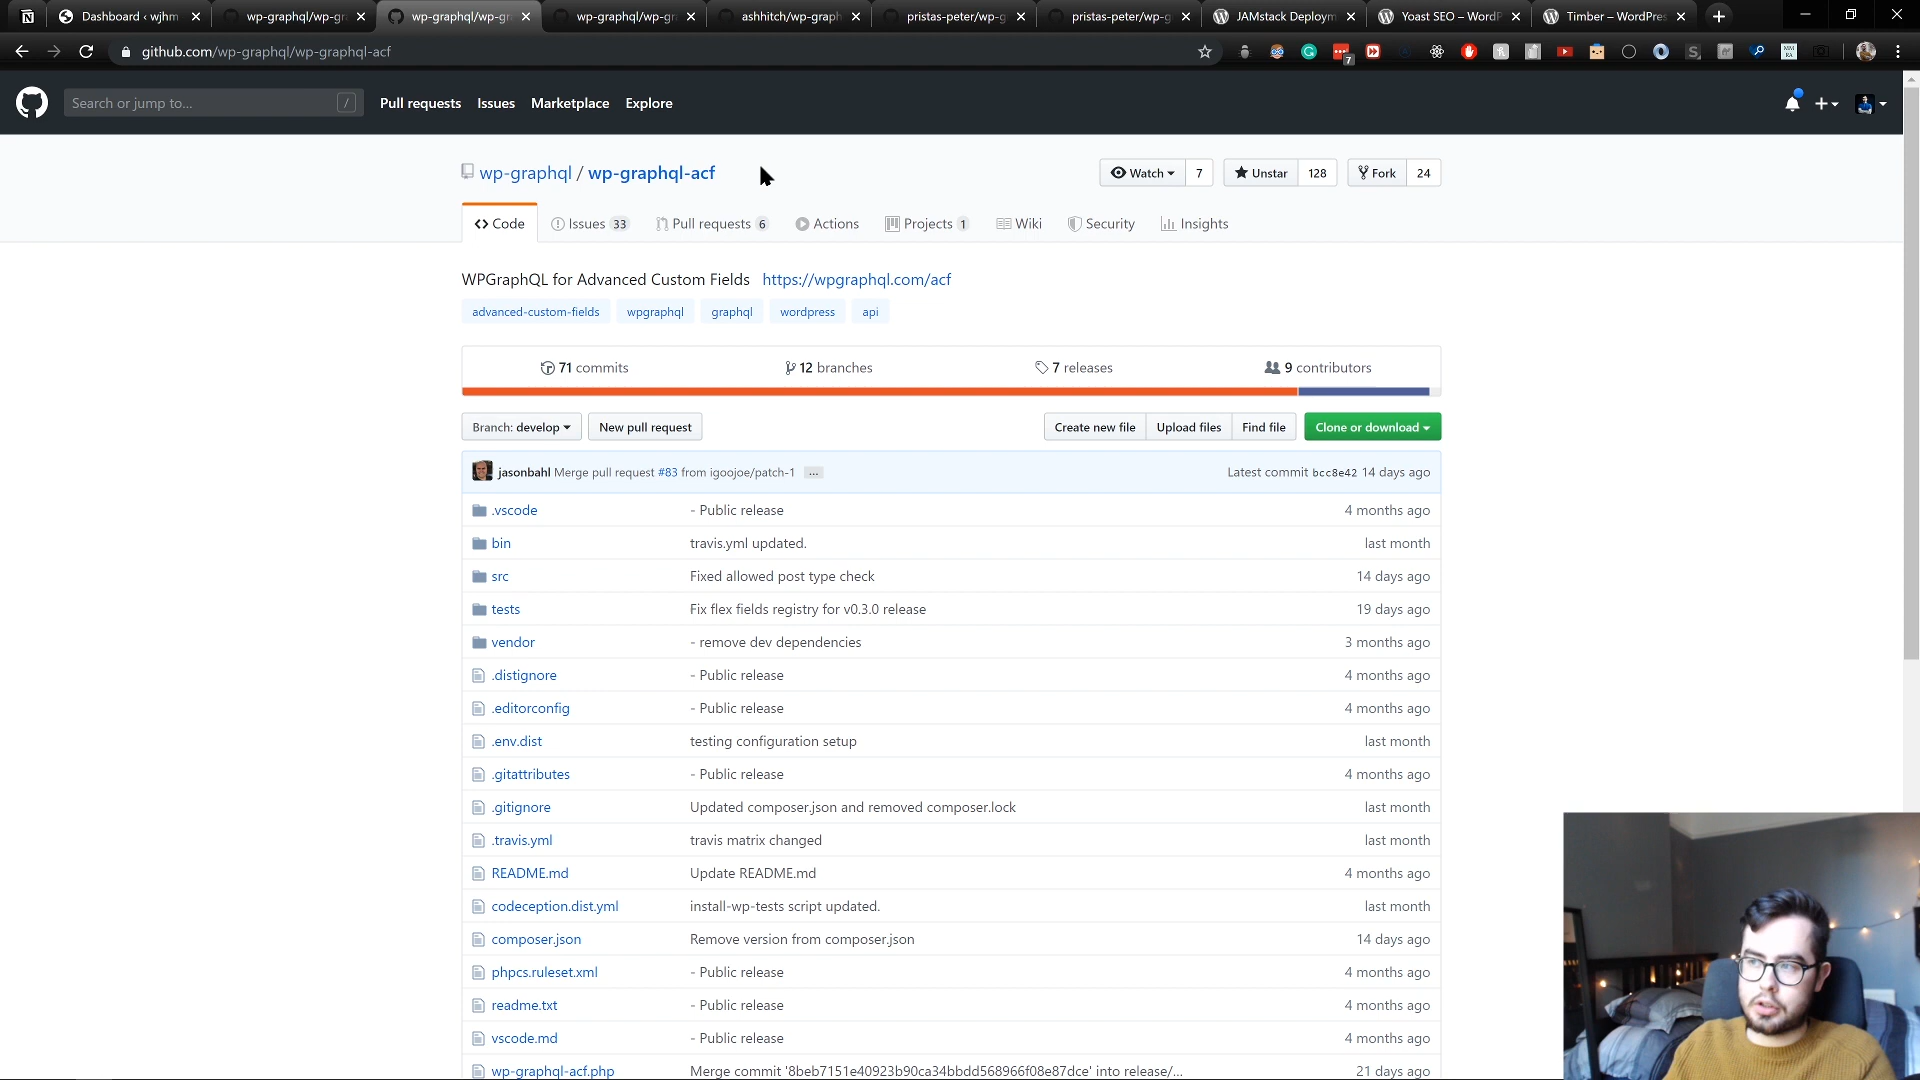 Dashboard ‹ wjhm
wp-graphql/wp-gr
wp-graphql/wp-gr
wp-graphql/wp-gr
ashhitch/wp-graph
pristas-peter/wp-g
pristas-peter/wp-g
JAMstack Deploym
Yoast SEO – WordP
Timber – WordPres
github.com/wp-graphql/wp-graphql-acf
7
Search or jump to...
/
Pull requests
Issues
Marketplace
Explore
wp-graphql / wp-graphql-acf
Watch 7
Unstar 128
Fork 24
Code
Issues 33
Pull requests 6
Actions
Projects 1
Wiki
Security
Insights
WPGraphQL for Advanced Custom Fields https://wpgraphql.com/acf
advanced-custom-fields wpgraphql graphql wordpress api
71 commits
12 branches
7 releases
9 contributors
Branch: develop
New pull request
Create new file
Upload files
Find file
Clone or download
jasonbahl Merge pull request #83 from igoojoe/patch-1 ...
Latest commit bcc8e42 14 days ago
.vscode - Public release 4 months ago
bin travis.yml updated. last month
src Fixed allowed post type check 14 days ago
tests Fix flex fields registry for v0.3.0 release 19 days ago
vendor - remove dev dependencies 3 months ago
.distignore - Public release 4 months ago
.editorconfig - Public release 4 months ago
.env.dist testing configuration setup last month
.gitattributes - Public release 4 months ago
.gitignore Updated composer.json and removed composer.lock last month
.travis.yml travis matrix changed last month
README.md Update README.md 4 months ago
codeception.dist.yml install-wp-tests script updated. last month
composer.json Remove version from composer.json 14 days ago
phpcs.ruleset.xml - Public release 4 months ago
readme.txt - Public release 4 months ago
vscode.md - Public release 4 months ago
wp-graphql-acf.php Merge commit '8beb7151e40923b90ca34bbdd568966f08e87dce' into release/... 21 days ago